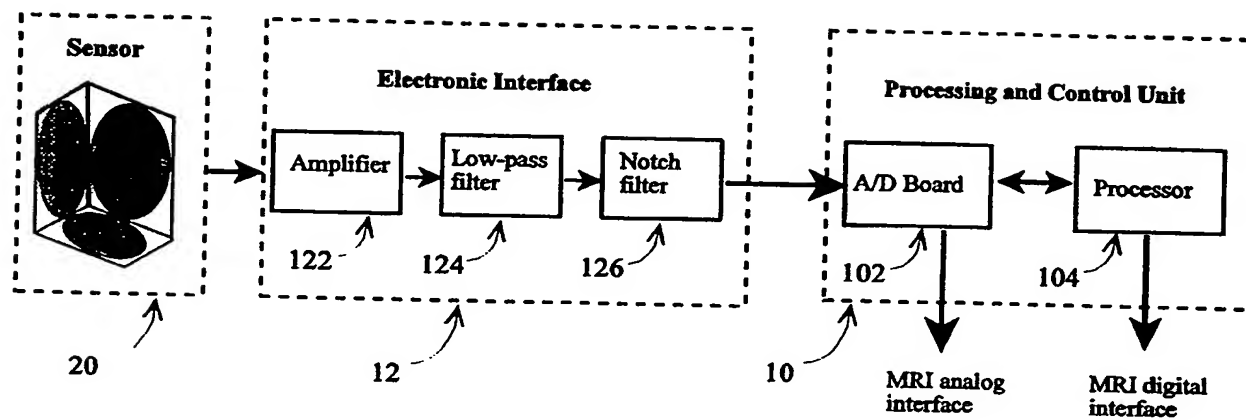 Sensor
Electronic Interface
Processing and Control Unit
Amplifier
Low-pass
filter
Notch
filter
A/D Board
Processor
122
124
126
102
104
20
12
10
MRI analog
interface
MRI digital
interface